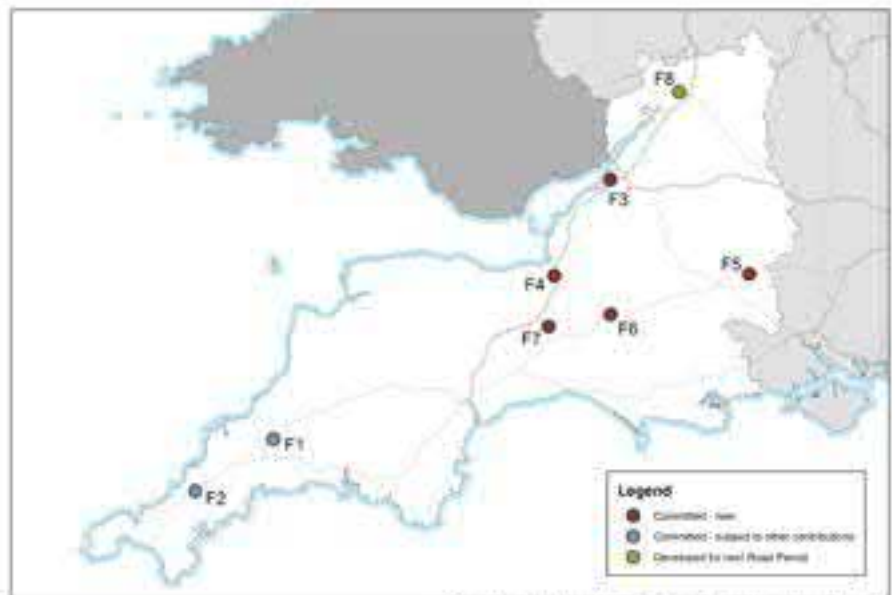 F8
F3
F4
F5
F6
F7
F1
F2
Legend
Committed - new
Committed - subject to other contributions
Developed for next Road Period